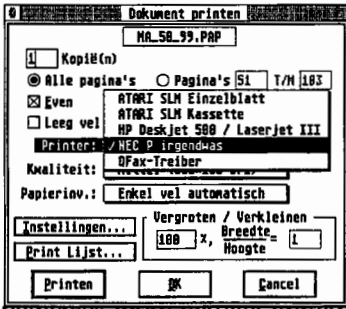 Dokument printen
MA_50_99.PAP
1 Kopië(n)
Alle pagina's Pagina's 51 T/M 103
Even
Leeg vel
ATARI SLM Einzelblatt
ATARI SLM Kassette
HP Deskjet 500 / Laserjet III
Printer: √NEC P irgendwas
QFax-Treiber
Kwaliteit:
Papierinv.: Enkel vel automatisch
Instellingen...
Print Lijst...
Vergroten / Verkleinen
100 %, Breedte
Hoogte = 1
Printen OK Cancel